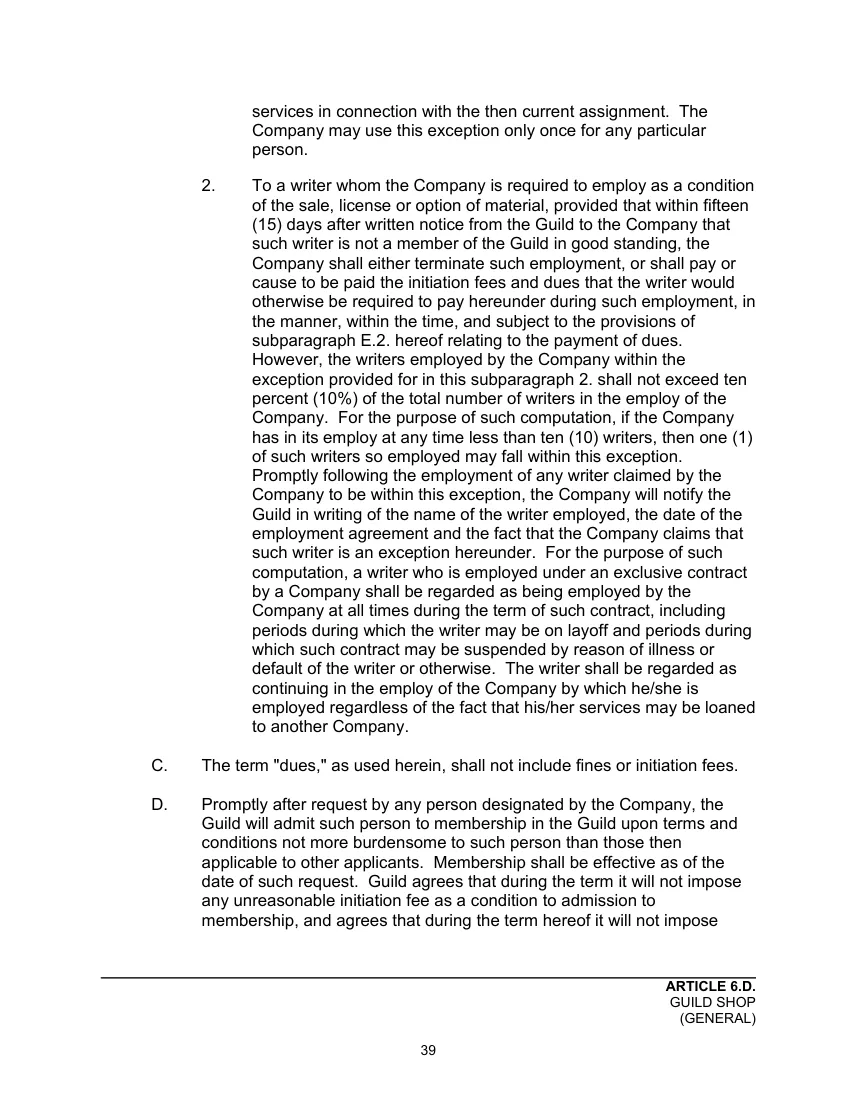 services in connection with the then current assignment.  The
Company may use this exception only once for any particular
person.
2. To a writer whom the Company is required to employ as a condition
of the sale, license or option of material, provided that within fifteen
(15) days after written notice from the Guild to the Company that
such writer is not a member of the Guild in good standing, the
Company shall either terminate such employment, or shall pay or
cause to be paid the initiation fees and dues that the writer would
otherwise be required to pay hereunder during such employment, in
the manner, within the time, and subject to the provisions of
subparagraph E.2. hereof relating to the payment of dues.
However, the writers employed by the Company within the
exception provided for in this subparagraph 2. shall not exceed ten
percent (10%) of the total number of writers in the employ of the
Company.  For the purpose of such computation, if the Company
has in its employ at any time less than ten (10) writers, then one (1)
of such writers so employed may fall within this exception.
Promptly following the employment of any writer claimed by the
Company to be within this exception, the Company will notify the
Guild in writing of the name of the writer employed, the date of the
employment agreement and the fact that the Company claims that
such writer is an exception hereunder.  For the purpose of such
computation, a writer who is employed under an exclusive contract
by a Company shall be regarded as being employed by the
Company at all times during the term of such contract, including
periods during which the writer may be on layoff and periods during
which such contract may be suspended by reason of illness or
default of the writer or otherwise.  The writer shall be regarded as
continuing in the employ of the Company by which he/she is
employed regardless of the fact that his/her services may be loaned
to another Company.
C. The term "dues," as used herein, shall not include fines or initiation fees.
D. Promptly after request by any person designated by the Company, the
Guild will admit such person to membership in the Guild upon terms and
conditions not more burdensome to such person than those then
applicable to other applicants.  Membership shall be effective as of the
date of such request.  Guild agrees that during the term it will not impose
any unreasonable initiation fee as a condition to admission to
membership, and agrees that during the term hereof it will not impose
ARTICLE 6.D.
GUILD SHOP
(GENERAL)
39